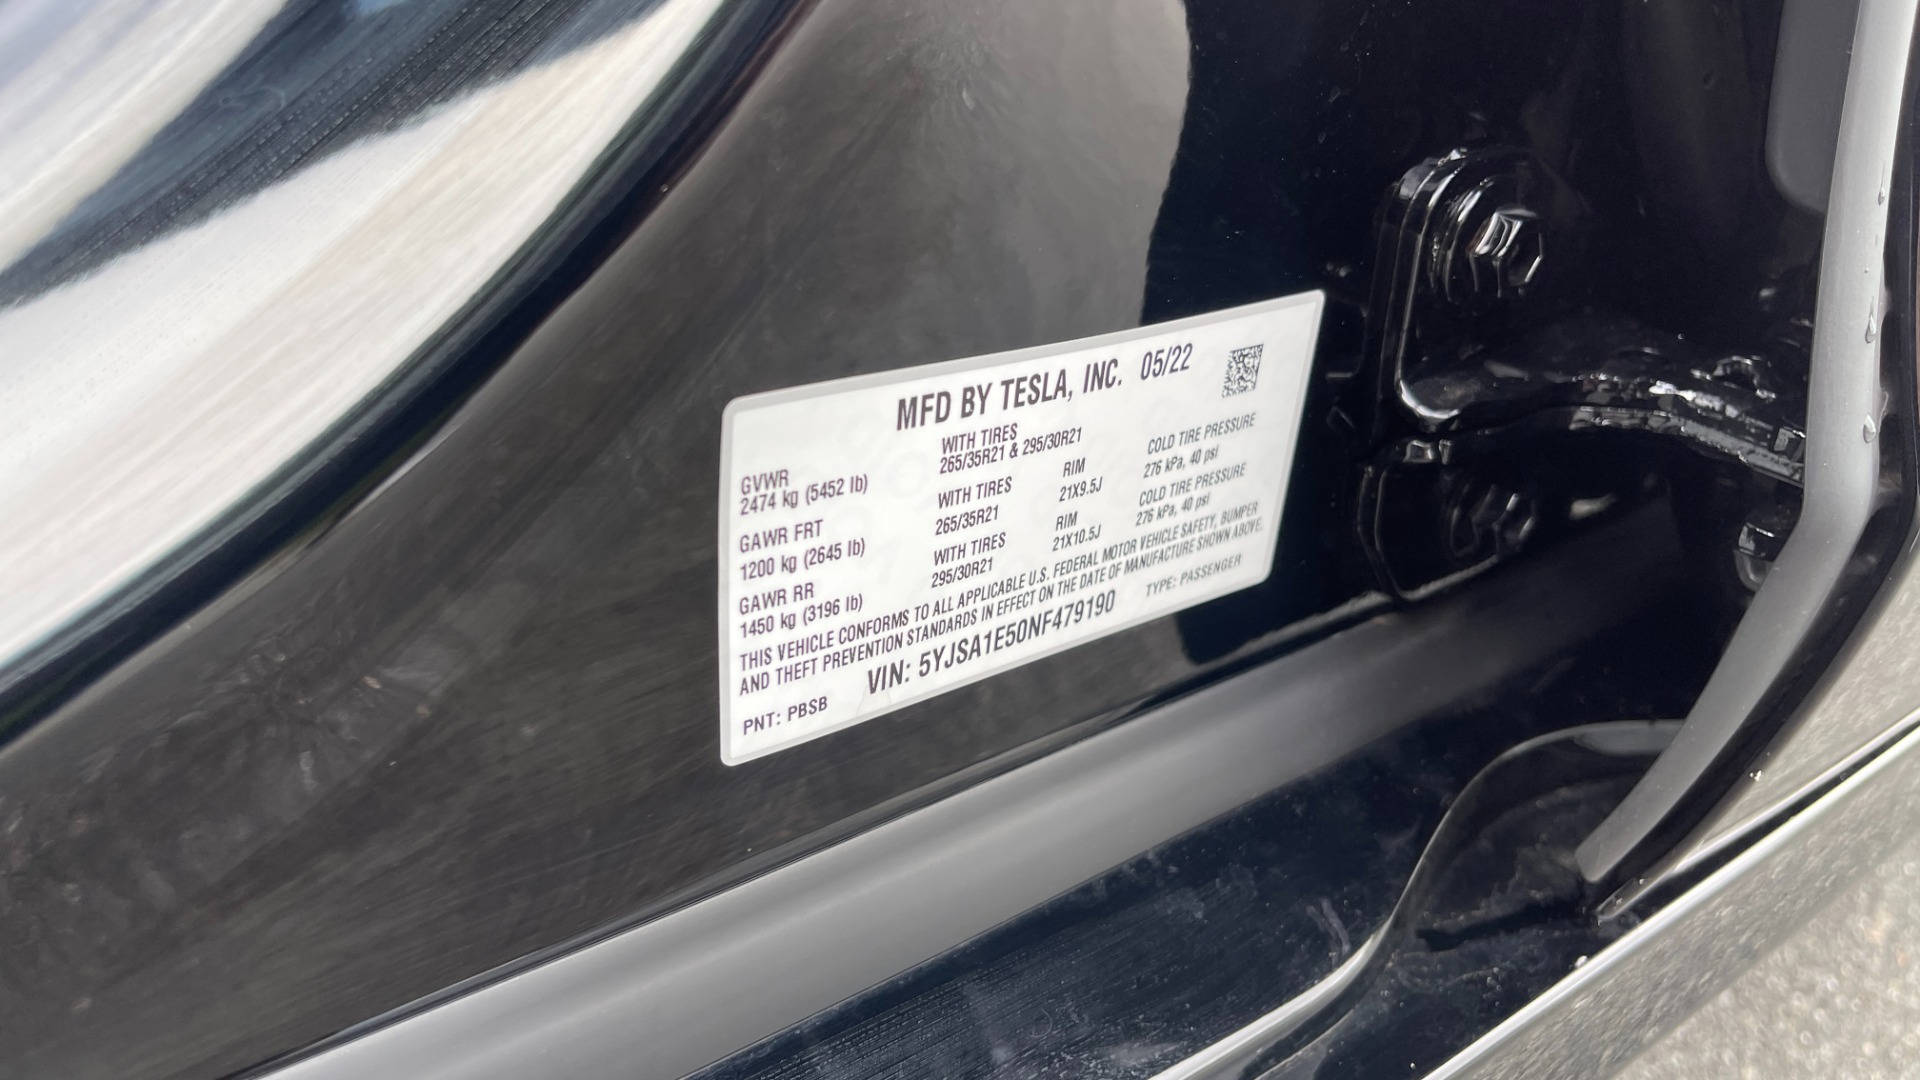 MFD BY TESLA, INC. 05/22
GVWR
2474 kg (5452 lb)
WITH TIRES
265/35R21 & 295/30R21
GAWR FRT
1200 kg (2645 lb)
WITH TIRES
265/35R21
RIM
21X9.5J
COLD TIRE PRESSURE
276 kPa, 40 psi
GAWR RR
1450 kg (3196 lb)
WITH TIRES
295/30R21
RIM
21X10.5J
COLD TIRE PRESSURE
276 kPa, 40 psi
THIS VEHICLE CONFORMS TO ALL APPLICABLE U.S. FEDERAL MOTOR VEHICLE SAFETY, BUMPER
AND THEFT PREVENTION STANDARDS IN EFFECT ON THE DATE OF MANUFACTURE SHOWN ABOVE.
VIN: 5YJSA1E50NF479190
TYPE: PASSENGER
PNT: PBSB